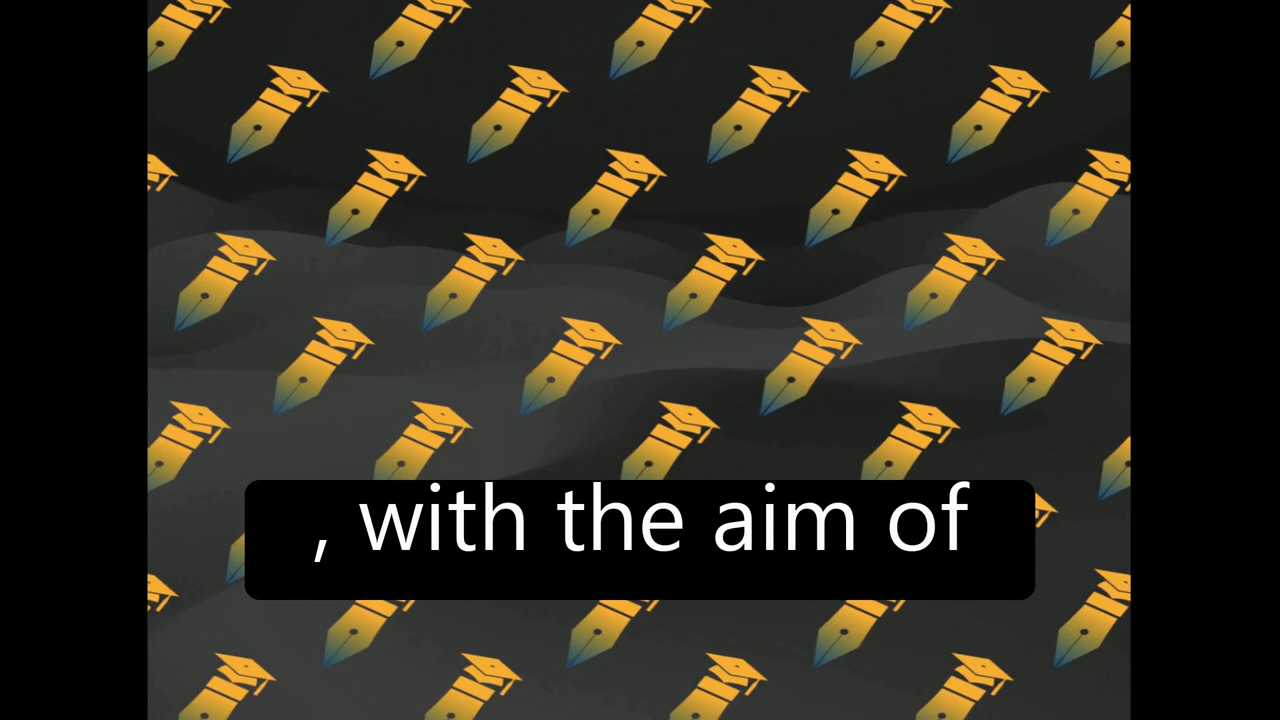 , with the aim of